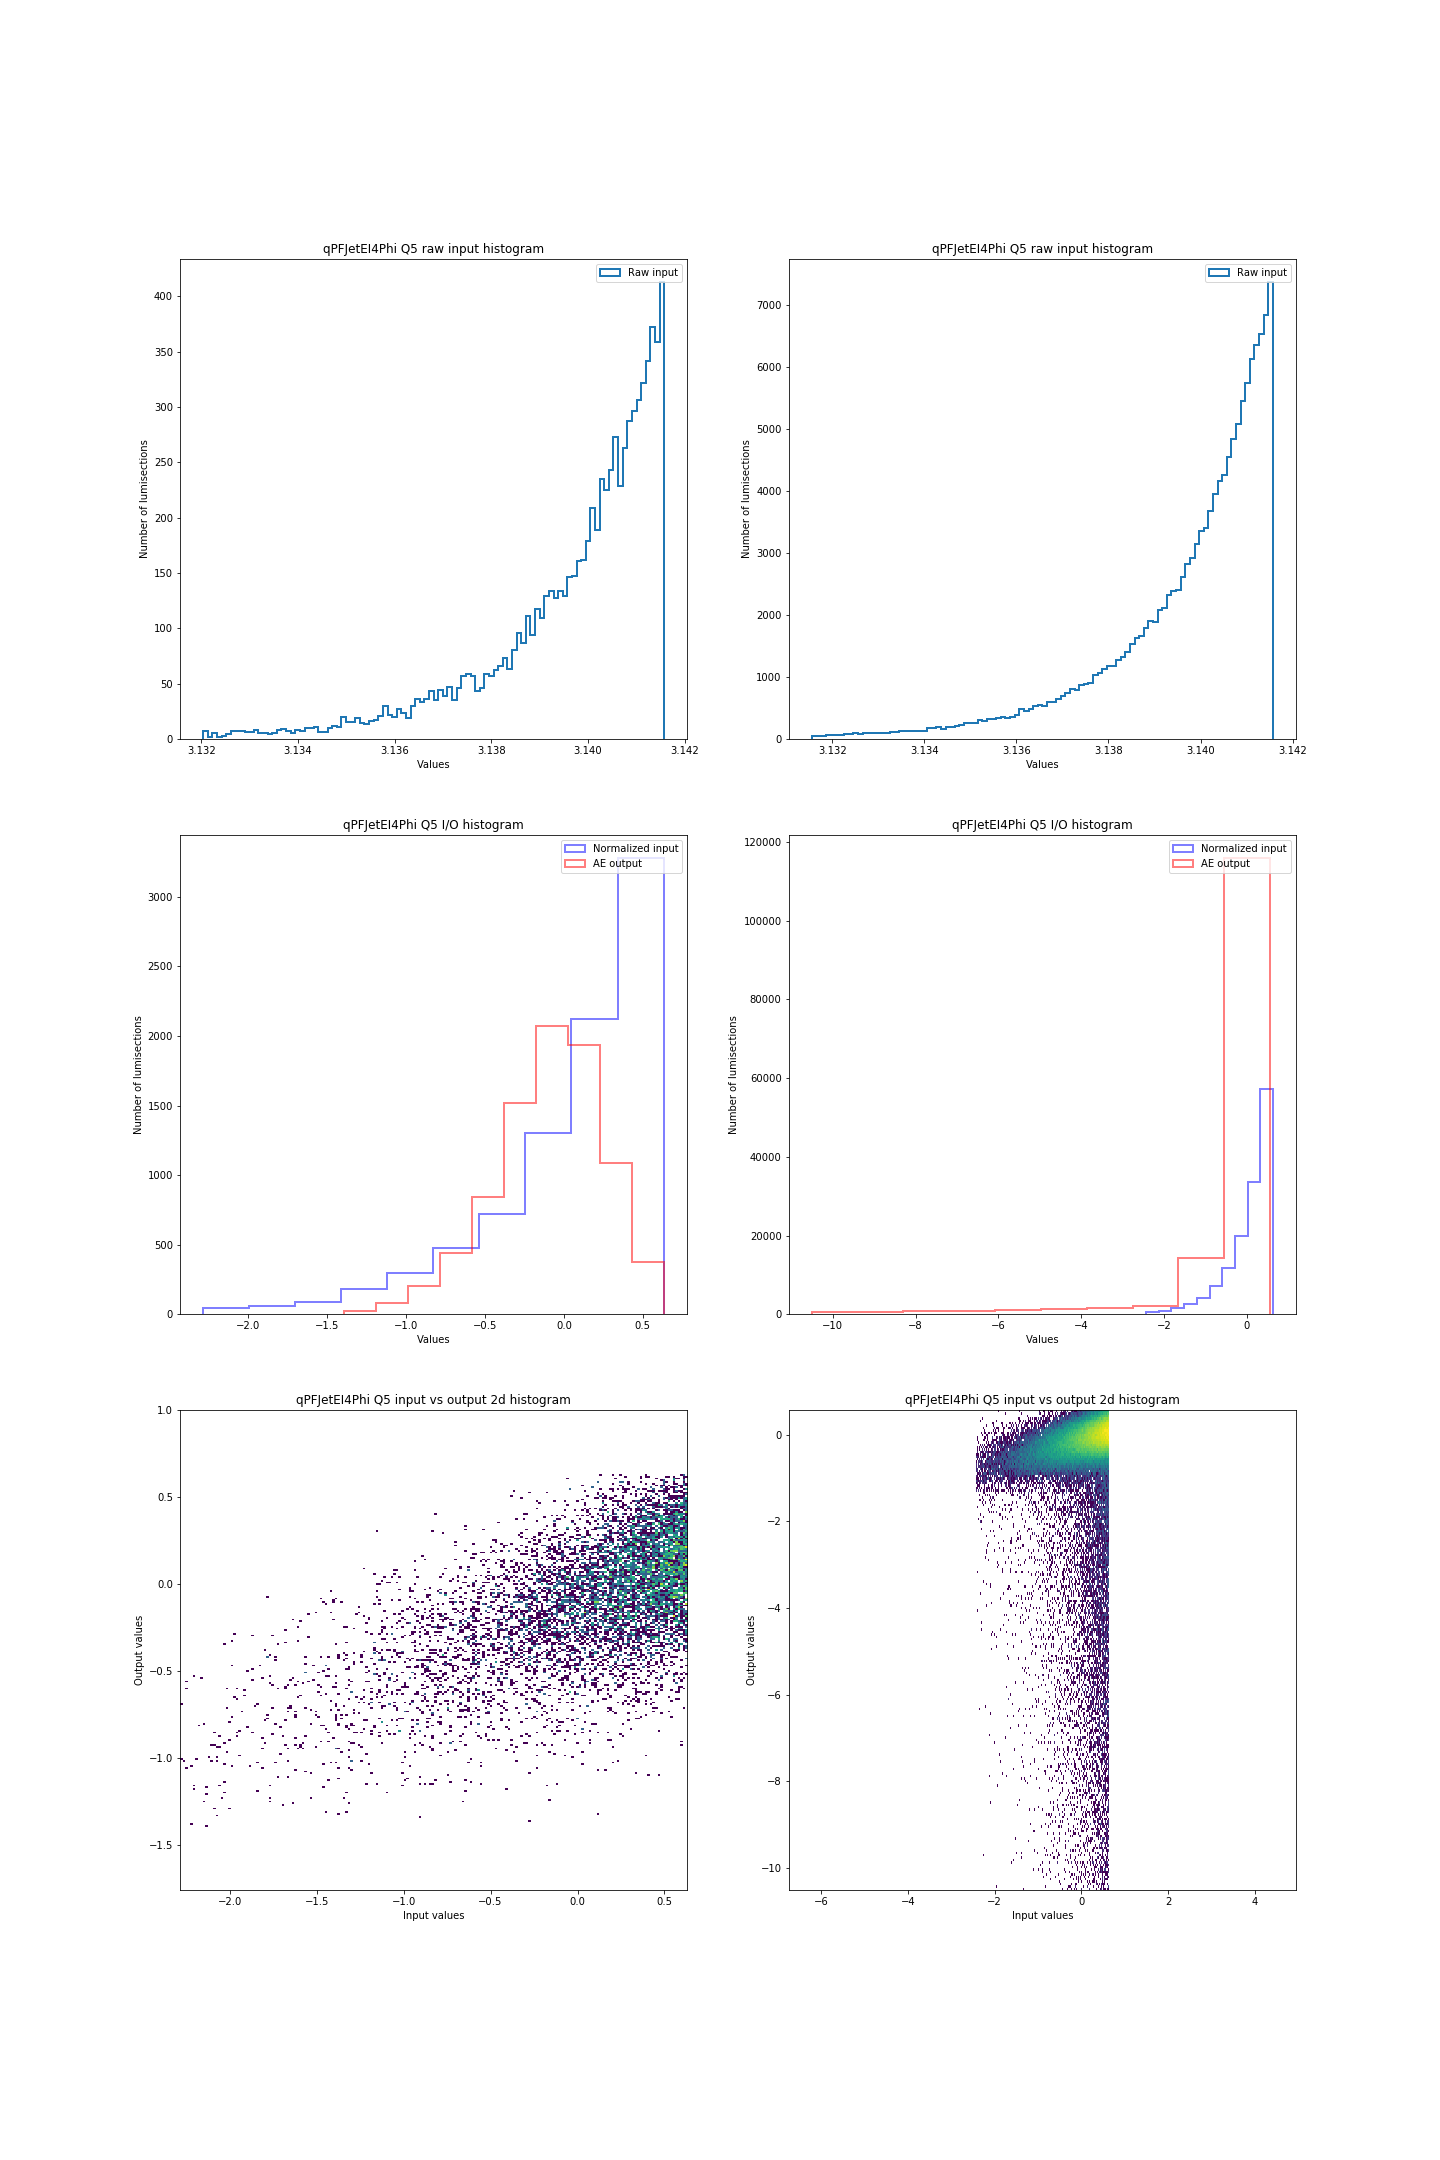 qPFJetEI4Phi Q5 raw input histogram
Raw input
400
350
300
250
200
150
100
50
0
Number of lumisections
3.132 3.134 3.136 3.138 3.140 3.142
Values
qPFJetEI4Phi Q5 raw input histogram
Raw input
7000
6000
5000
4000
3000
2000
1000
0
Number of lumisections
3.132 3.134 3.136 3.138 3.140 3.142
Values
qPFJetEI4Phi Q5 I/O histogram
Normalized input
AE output
3000
2500
2000
1500
1000
500
0
Number of lumisections
−2.0 −1.5 −1.0 −0.5 0.0 0.5
Values
qPFJetEI4Phi Q5 I/O histogram
Normalized input
AE output
120000
100000
80000
60000
40000
20000
0
Number of lumisections
−10 −8 −6 −4 −2 0
Values
qPFJetEI4Phi Q5 input vs output 2d histogram
1.0
0.5
0.0
−0.5
−1.0
−1.5
Output values
−2.0 −1.5 −1.0 −0.5 0.0 0.5
Input values
qPFJetEI4Phi Q5 input vs output 2d histogram
0
−2
−4
−6
−8
−10
Output values
−6 −4 −2 0 2 4
Input values